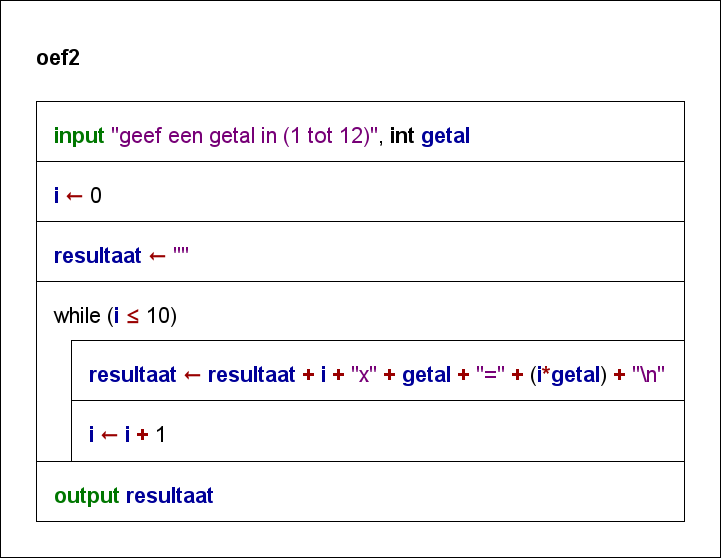 oef2
input "geef een getal in (1 tot 12)", int getal
i ← 0
resultaat ← ""
while (i ≤ 10)
resultaat ← resultaat + i + "x" + getal + "=" + (i*getal) + "\n"
i ← i + 1
output resultaat